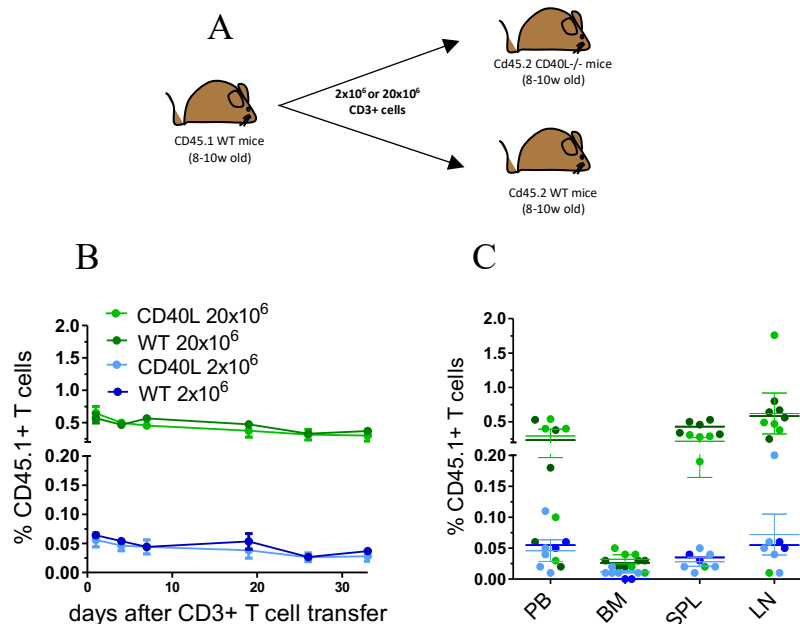 A
CD45.1 WT mice
(8-10w old)
2x10⁶ or 20x10⁶
CD3+ cells
Cd45.2 CD40L-/- mice
(8-10w old)
Cd45.2 WT mice
(8-10w old)
B
CD40L 20x10⁶
WT 20x10⁶
CD40L 2x10⁶
WT 2x10⁶
% CD45.1+ T cells
2.0
1.5
1.0
0.5
0.20
0.15
0.10
0.05
0.00
0 10 20 30
days after CD3+ T cell transfer
C
% CD45.1+ T cells
2.0
1.5
1.0
0.5
0.20
0.15
0.10
0.05
0.00
PB BM SPL LN